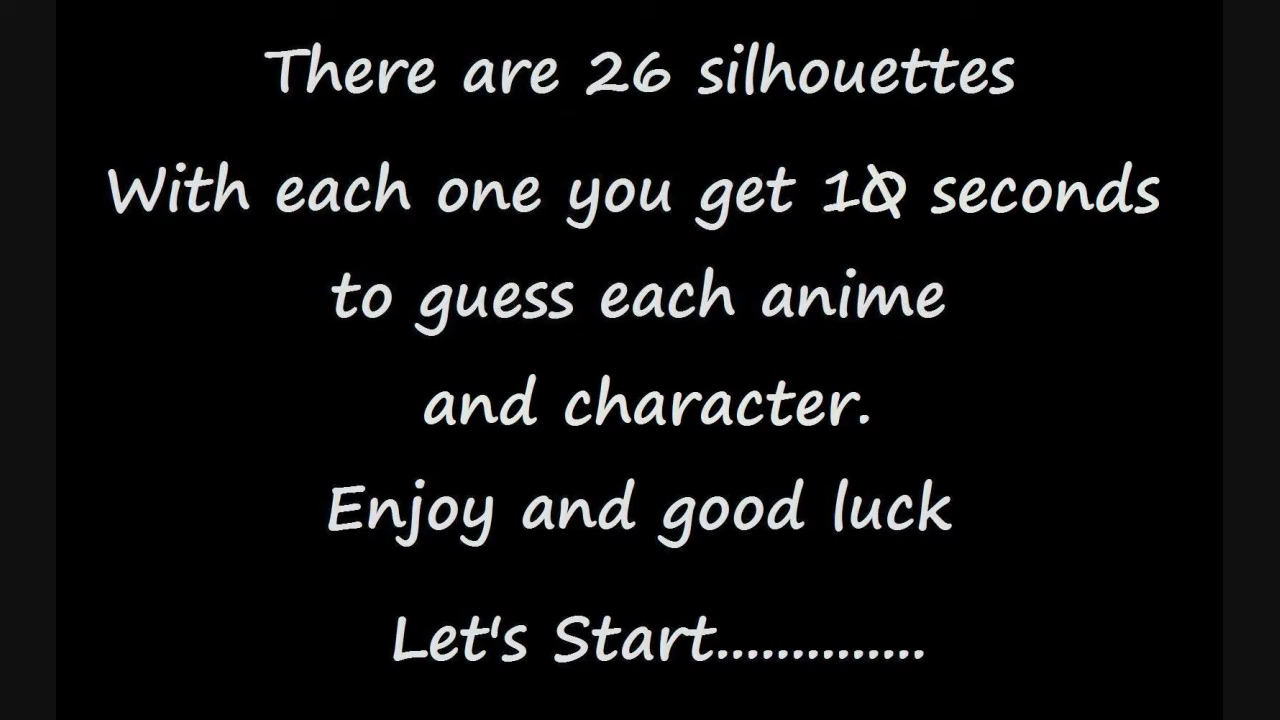 There are 26 silhouettes
With each one you get 10 seconds
to guess each anime
and character.
Enjoy and good luck
Let's Start..............